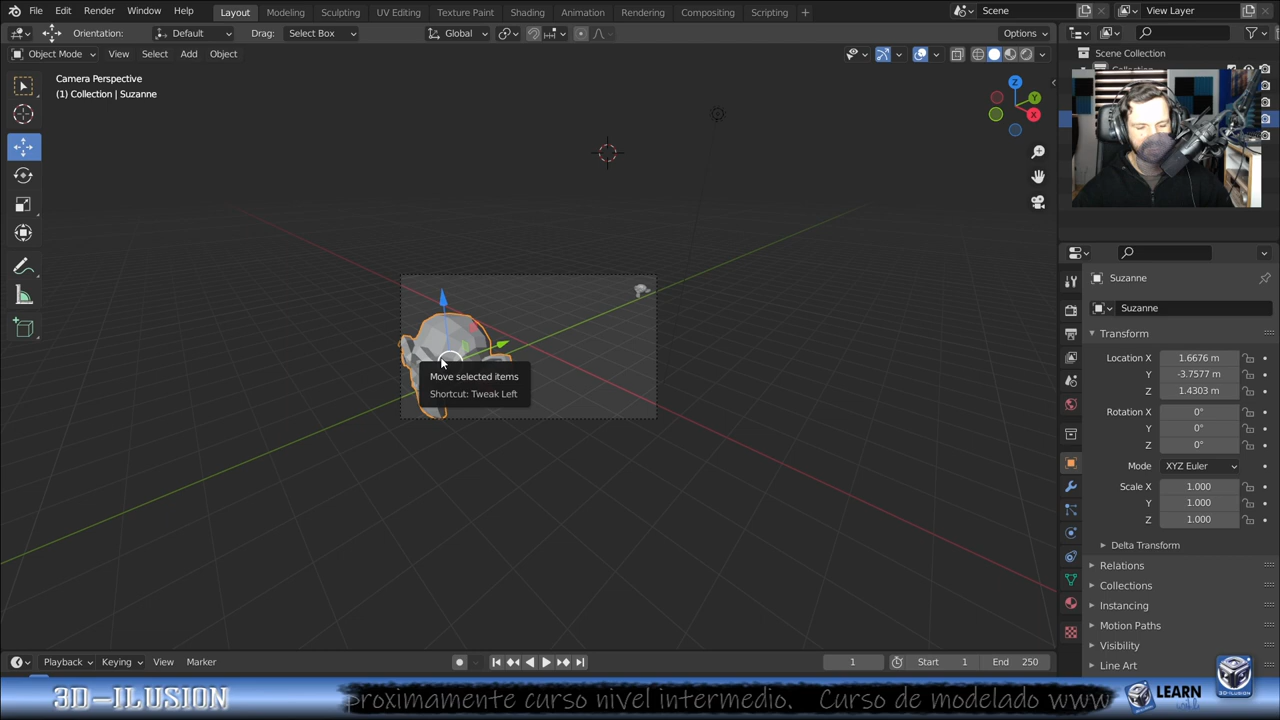 File Edit Render Window Help
Layout Modeling Sculpting UV Editing Texture Paint Shading Animation Rendering Compositing Scripting +
Scene
View Layer
Orientation: Default Drag: Select Box Global Options
Object Mode View Select Add Object
Scene Collection
Camera Perspective
(1) Collection | Suzanne
Z
Y
X
Move selected items
Shortcut: Tweak Left
Suzanne
Suzanne
Transform
Location X 1.6676 m
Y -3.7577 m
Z 1.4303 m
Rotation X 0°
Y 0°
Z 0°
Mode XYZ Euler
Scale X 1.000
Y 1.000
Z 1.000
Delta Transform
Relations
Collections
Instancing
Motion Paths
Visibility
Line Art
Playback Keying View Marker
1 Start 1 End 250
3D-ILUSION
proximamente curso nivel intermedio. Curso de modelado www
LEARN
3D-ILUSION